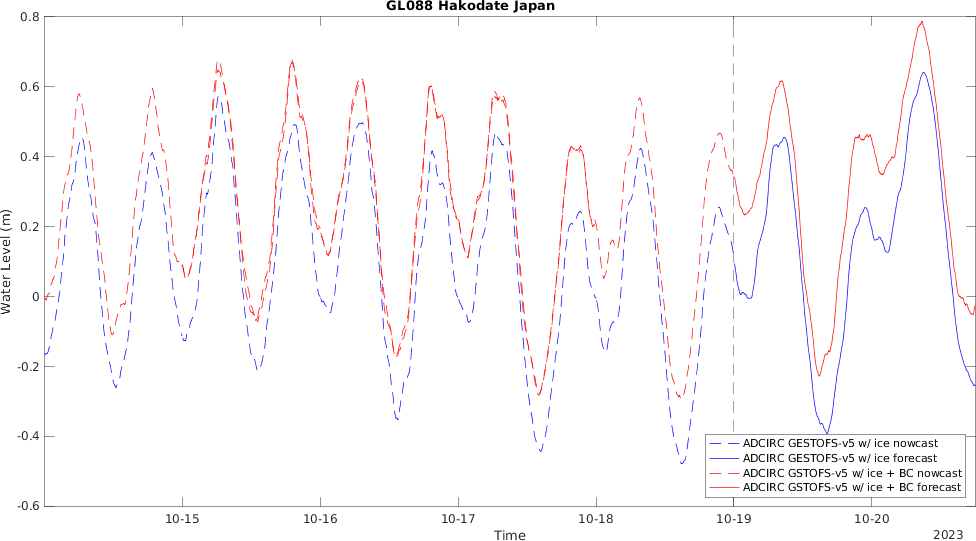 GL088 Hakodate Japan
0.8
0.6
0.4
0.2
0
-0.2
-0.4
-0.6
Water Level (m)
ADCIRC GESTOFS-v5 w/ ice nowcast
ADCIRC GESTOFS-v5 w/ ice forecast
ADCIRC GSTOFS-v5 w/ ice + BC nowcast
ADCIRC GSTOFS-v5 w/ ice + BC forecast
10-15 10-16 10-17 10-18 10-19 10-20
Time
2023